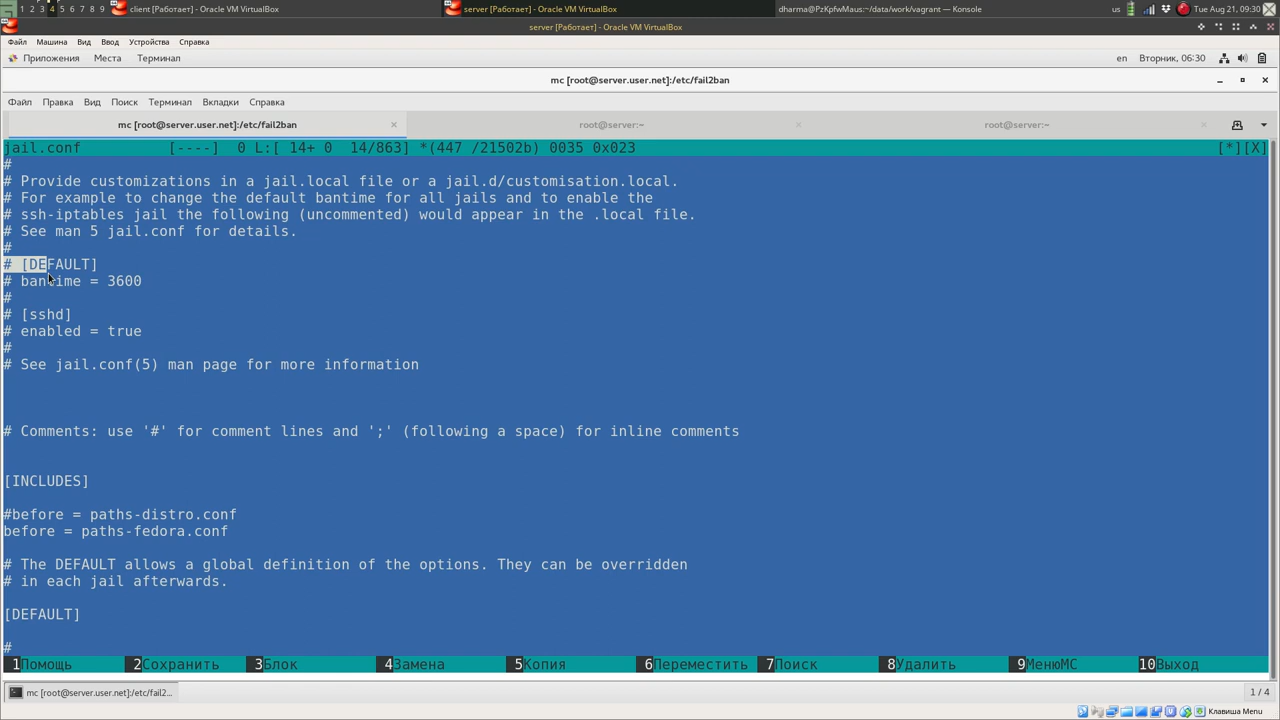 1 2 3 4 5 6 7 8 9 client [Работает] - Oracle VM VirtualBox server [Работает] - Oracle VM VirtualBox dharma@PzKpfwMaus:~/data/work/vagrant — Konsole us Tue Aug 21, 09:30
server [Работает] - Oracle VM VirtualBox
Файл Машина Вид Ввод Устройства Справка
Приложения Места Терминал en Вторник, 06:30
mc [root@server.user.net]:/etc/fail2ban
Файл Правка Вид Поиск Терминал Вкладки Справка
mc [root@server.user.net]:/etc/fail2ban × root@server:~ × root@server:~ ×
jail.conf [----] 0 L:[ 14+ 0 14/863] *(447 /21502b) 0035 0x023 [*][X]
#
# Provide customizations in a jail.local file or a jail.d/customisation.local.
# For example to change the default bantime for all jails and to enable the
# ssh-iptables jail the following (uncommented) would appear in the .local file.
# See man 5 jail.conf for details.
#
# [DEFAULT]
# bantime = 3600
#
# [sshd]
# enabled = true
#
# See jail.conf(5) man page for more information
# Comments: use '#' for comment lines and ';' (following a space) for inline comments
[INCLUDES]
#before = paths-distro.conf
before = paths-fedora.conf
# The DEFAULT allows a global definition of the options. They can be overridden
# in each jail afterwards.
[DEFAULT]
#
1Помощь 2Сохранить 3Блок 4Замена 5Копия 6Переместить 7Поиск 8Удалить 9МенюMC 10Выход
mc [root@server.user.net]:/etc/fail2... 1 / 4
Клавиша Menu